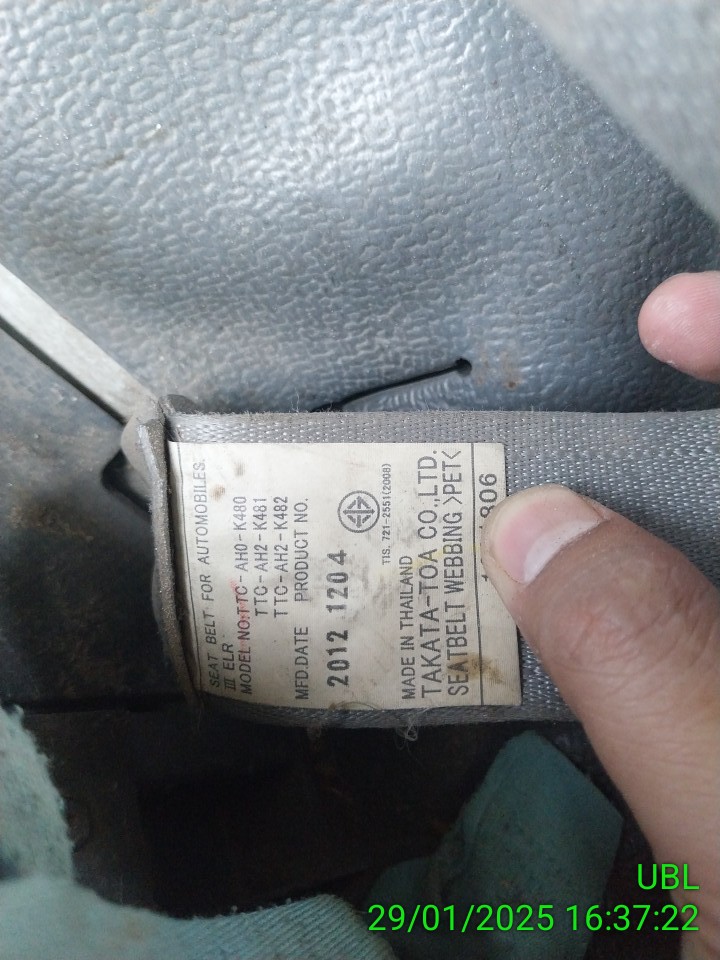 SEAT BELT FOR AUTOMOBILES.
III ELR
MODEL NO:TTC-AH0-K480
TTC-AH2-K481
TTC-AH2-K482
MFD.DATE PRODUCT NO.
2012 1204
TIS. 721-2551(2008)
MADE IN THAILAND
TAKATA-TOA CO.,LTD.
SEATBELT WEBBING >PET<
UBL
29/01/2025 16:37:22